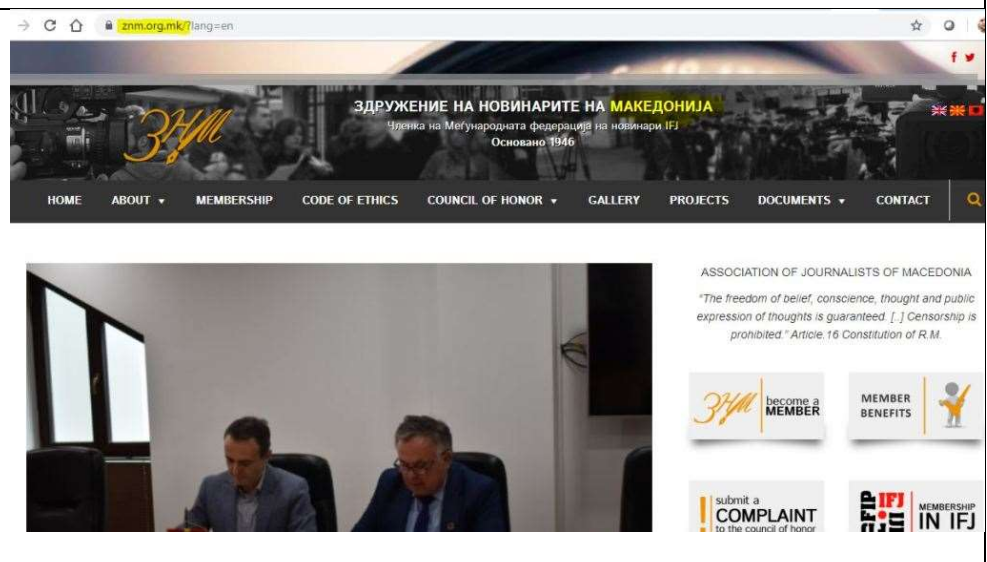 znm.org.mk/?lang=en
ЗДРУЖЕНИЕ НА НОВИНАРИТЕ НА МАКЕДОНИЈА
Членка на Меѓународната федерација на новинари IFJ
Основано 1946
ЗНМ
HOME ABOUT MEMBERSHIP CODE OF ETHICS COUNCIL OF HONOR GALLERY PROJECTS DOCUMENTS CONTACT
ASSOCIATION OF JOURNALISTS OF MACEDONIA
"The freedom of belief, conscience, thought and public
expression of thoughts is guaranteed. [..] Censorship is
prohibited." Article.16 Constitution of R.M.
ЗНМ become a
MEMBER
MEMBER
BENEFITS
submit a
COMPLAINT
to the council of honor
IFJ
MEMBERSHIP
IN IFJ